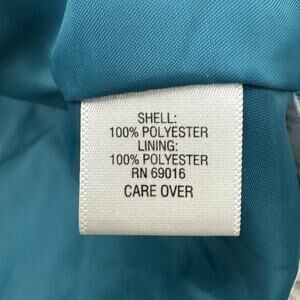 SHELL:
100% POLYESTER
LINING:
100% POLYESTER
RN 69016
CARE OVER